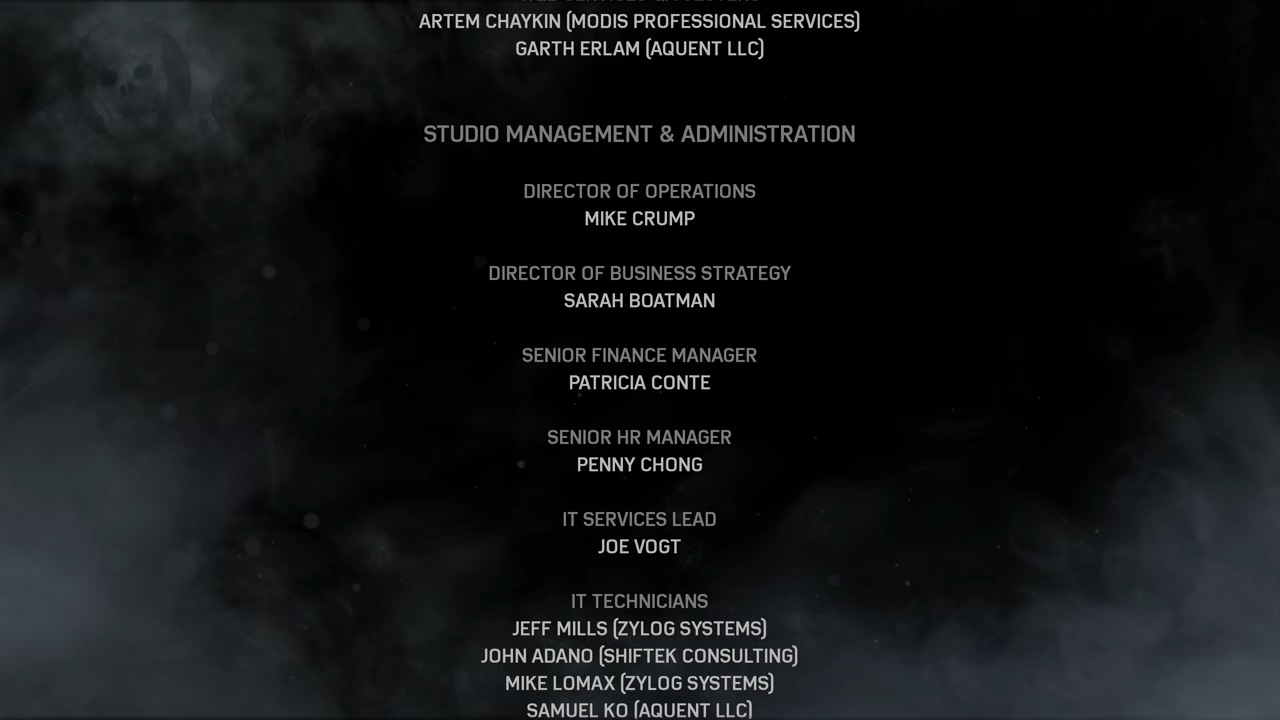 ARTEM CHAYKIN (MODIS PROFESSIONAL SERVICES)
GARTH ERLAM (AQUENT LLC)
STUDIO MANAGEMENT & ADMINISTRATION
DIRECTOR OF OPERATIONS
MIKE CRUMP
DIRECTOR OF BUSINESS STRATEGY
SARAH BOATMAN
SENIOR FINANCE MANAGER
PATRICIA CONTE
SENIOR HR MANAGER
PENNY CHONG
IT SERVICES LEAD
JOE VOGT
IT TECHNICIANS
JEFF MILLS (ZYLOG SYSTEMS)
JOHN ADANO (SHIFTEK CONSULTING)
MIKE LOMAX (ZYLOG SYSTEMS)
SAMUEL KO (AQUENT LLC)